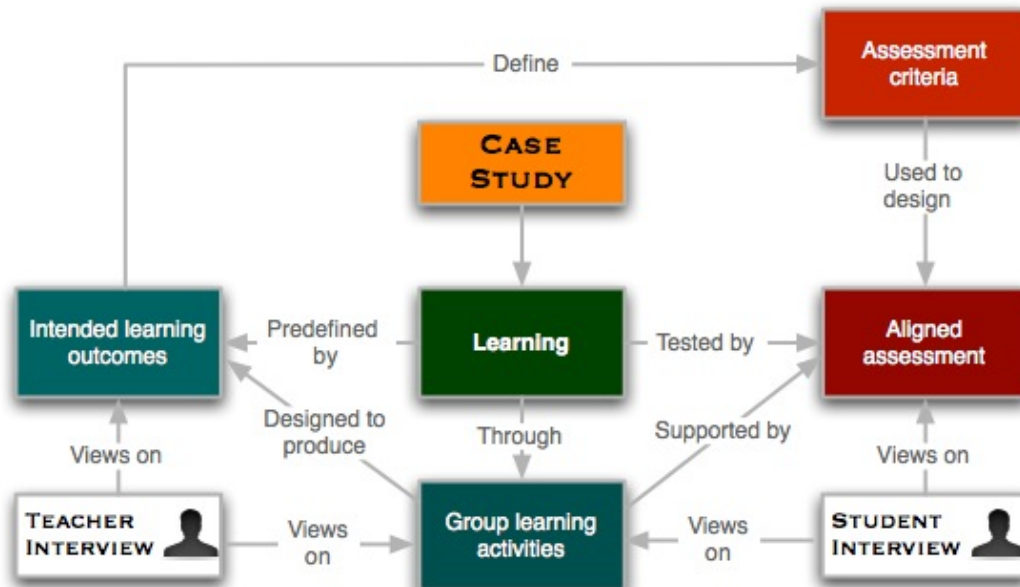 Define
Assessment
criteria
CASE
STUDY
Used to
design
Intended learning
outcomes
Predefined
by
Learning
Tested by
Aligned
assessment
Designed to
produce
Through
Supported by
Views on
Views on
TEACHER
INTERVIEW
Views
on
Group learning
activities
Views
on
STUDENT
INTERVIEW